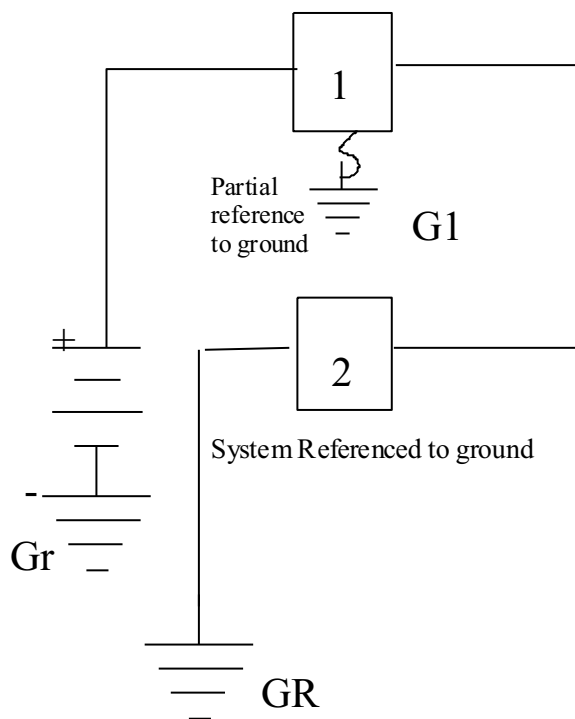 1
Partial
reference
to ground
G1
+
2
System Referenced to ground
-
Gr
GR